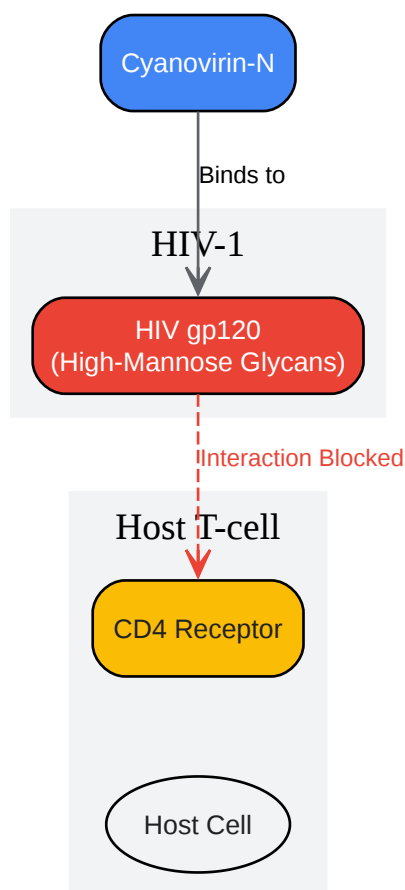 Cyanovirin-N
Binds to
HIV-1
HIV gp120
(High-Mannose Glycans)
Interaction Blocked
Host T-cell
CD4 Receptor
Host Cell